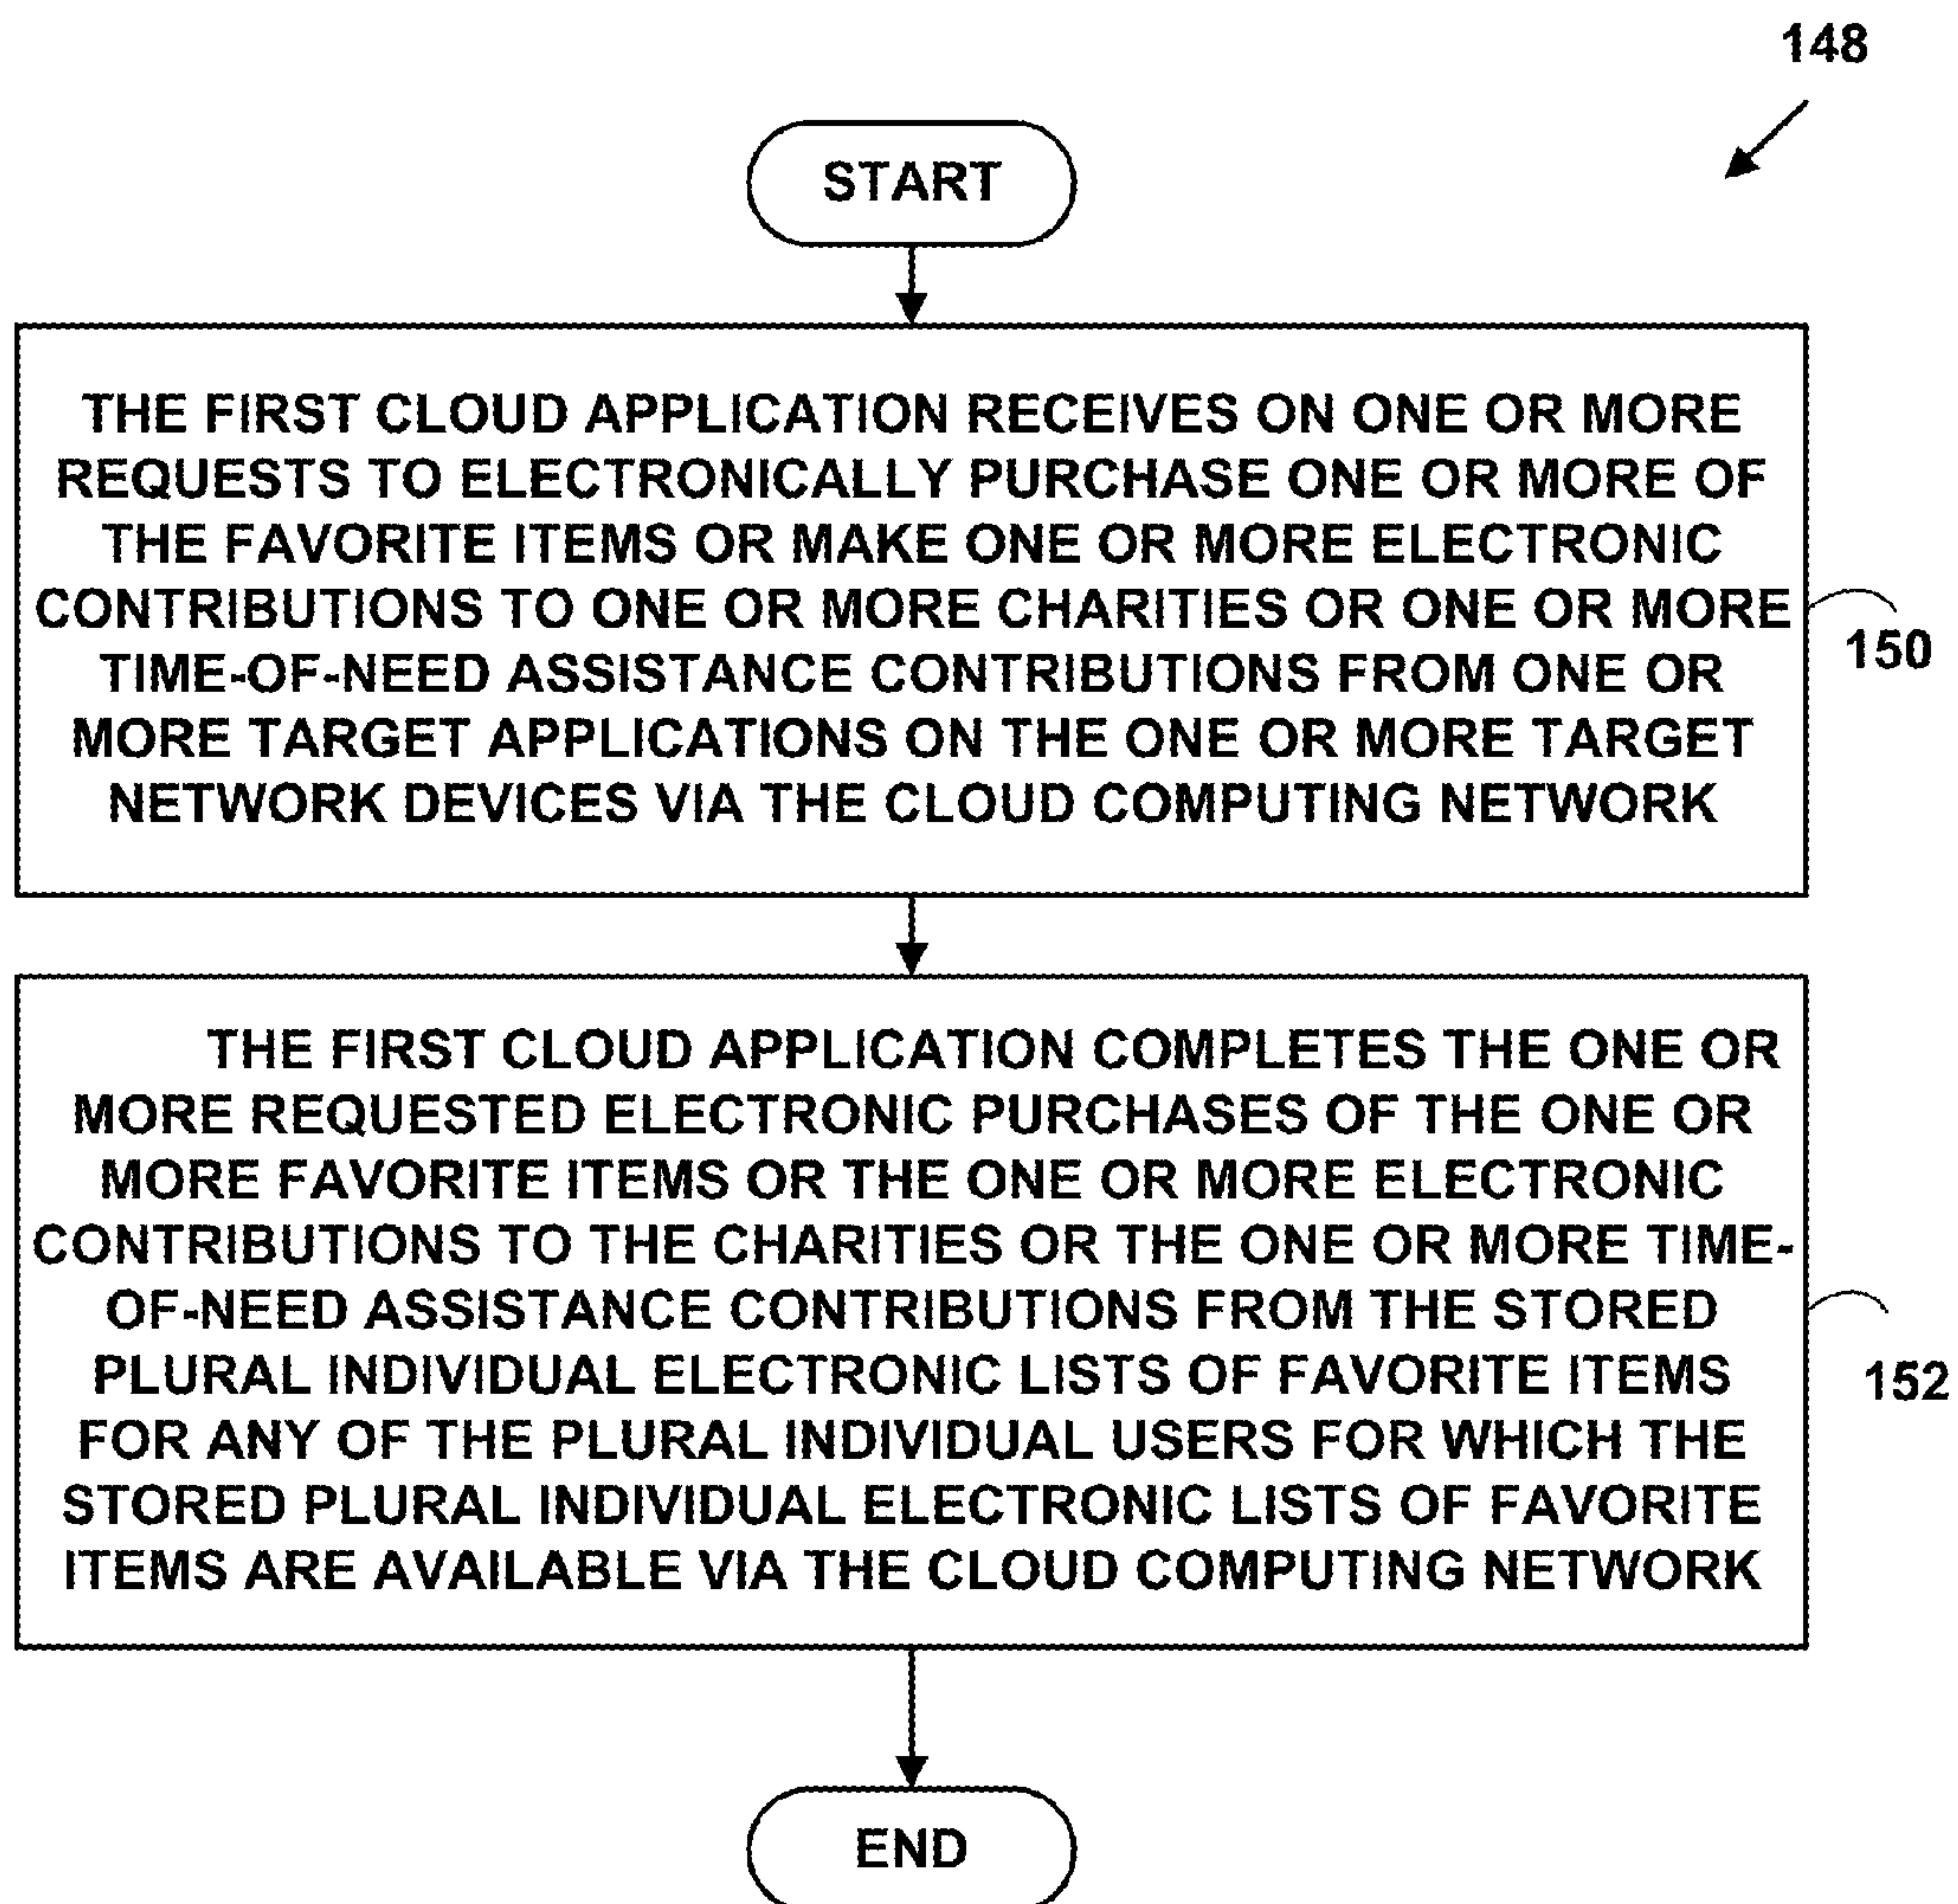 148
START
THE FIRST CLOUD APPLICATION RECEIVES ON ONE OR MORE
REQUESTS TO ELECTRONICALLY PURCHASE ONE OR MORE OF
THE FAVORITE ITEMS OR MAKE ONE OR MORE ELECTRONIC
CONTRIBUTIONS TO ONE OR MORE CHARITIES OR ONE OR MORE
TIME-OF-NEED ASSISTANCE CONTRIBUTIONS FROM ONE OR
MORE TARGET APPLICATIONS ON THE ONE OR MORE TARGET
NETWORK DEVICES VIA THE CLOUD COMPUTING NETWORK
150
THE FIRST CLOUD APPLICATION COMPLETES THE ONE OR
MORE REQUESTED ELECTRONIC PURCHASES OF THE ONE OR
MORE FAVORITE ITEMS OR THE ONE OR MORE ELECTRONIC
CONTRIBUTIONS TO THE CHARITIES OR THE ONE OR MORE TIME-
OF-NEED ASSISTANCE CONTRIBUTIONS FROM THE STORED
PLURAL INDIVIDUAL ELECTRONIC LISTS OF FAVORITE ITEMS
FOR ANY OF THE PLURAL INDIVIDUAL USERS FOR WHICH THE
STORED PLURAL INDIVIDUAL ELECTRONIC LISTS OF FAVORITE
ITEMS ARE AVAILABLE VIA THE CLOUD COMPUTING NETWORK
152
END